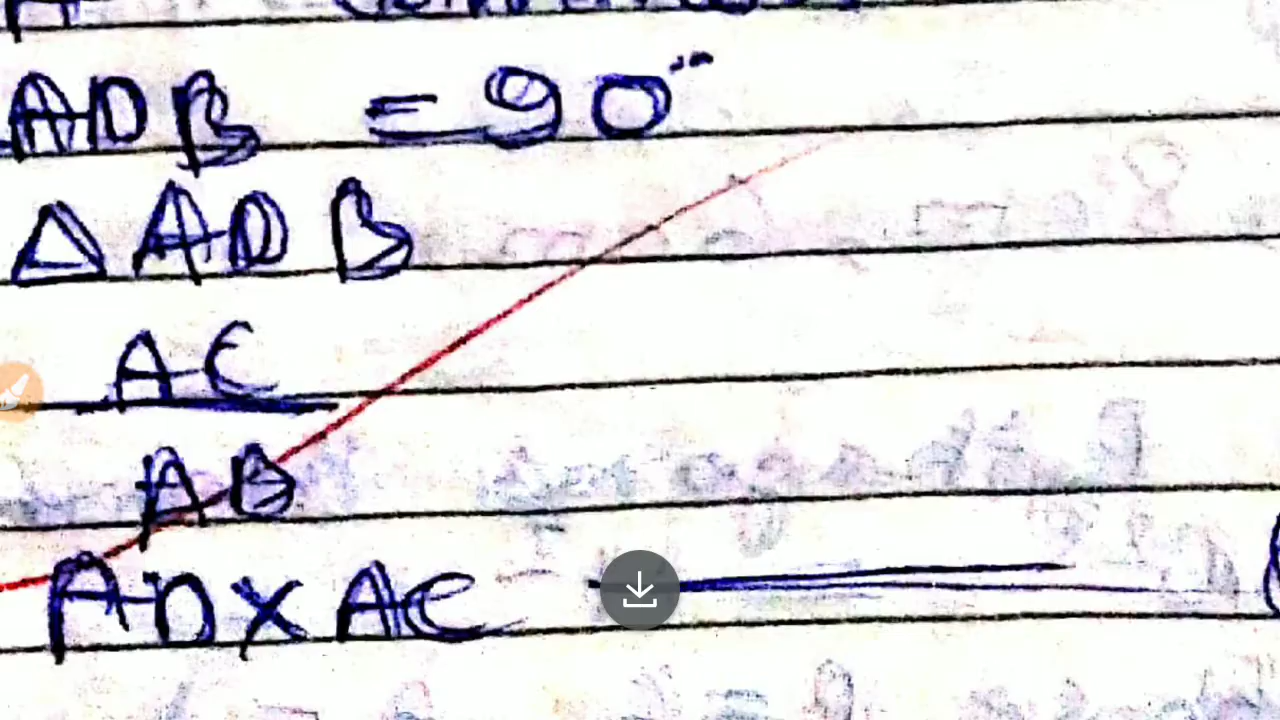 ADB = 90°
Δ ADB
AC
AB
AD × AC